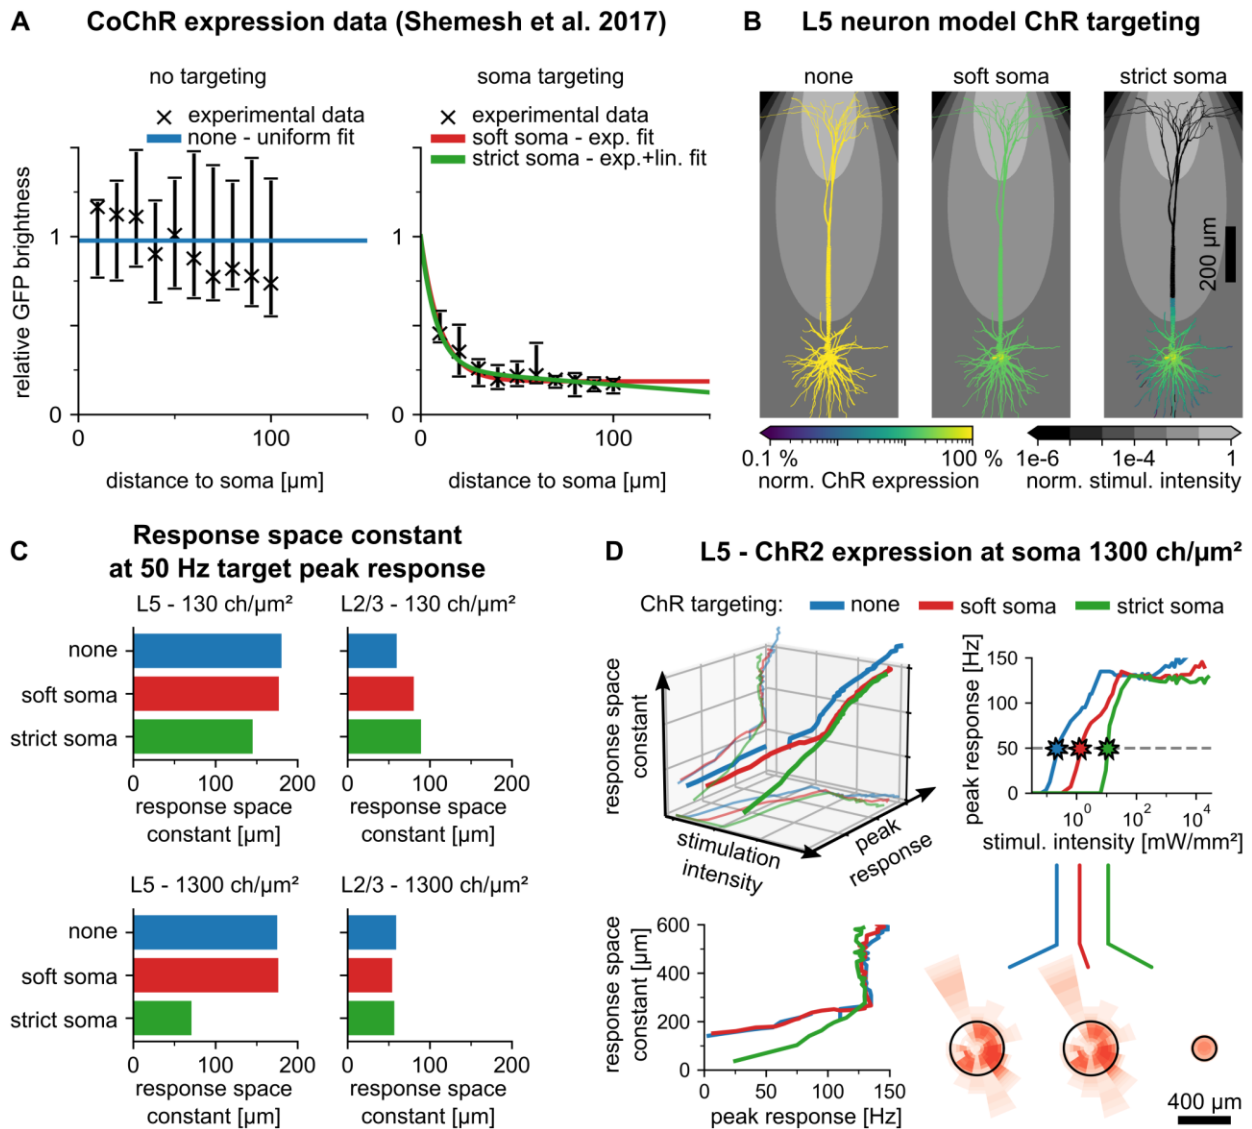 A CoChR expression data (Shemesh et al. 2017)
no targeting
experimental data
none - uniform fit
relative GFP brightness
1
0
0
100
distance to soma [µm]
soma targeting
experimental data
soft soma - exp. fit
strict soma - exp.+lin. fit
1
0
0
100
distance to soma [µm]
B L5 neuron model ChR targeting
none
soft soma
strict soma
200 µm
0.1 %
100 %
norm. ChR expression
1e-6
1e-4
1
norm. stimul. intensity
C Response space constant
at 50 Hz target peak response
L5 - 130 ch/µm²
none
soft soma
strict soma
0
100
200
response space
constant [µm]
L2/3 - 130 ch/µm²
0
100
200
response space
constant [µm]
L5 - 1300 ch/µm²
none
soft soma
strict soma
0
100
200
response space
constant [µm]
L2/3 - 1300 ch/µm²
0
100
200
response space
constant [µm]
D L5 - ChR2 expression at soma 1300 ch/µm²
ChR targeting:
none
soft soma
strict soma
response space
constant
stimulation
intensity
peak
response
peak response [Hz]
150
100
50
0
10⁰
10²
10⁴
stimul. intensity [mW/mm²]
response space
constant [µm]
600
400
200
0
0
50
100
150
peak response [Hz]
400 µm